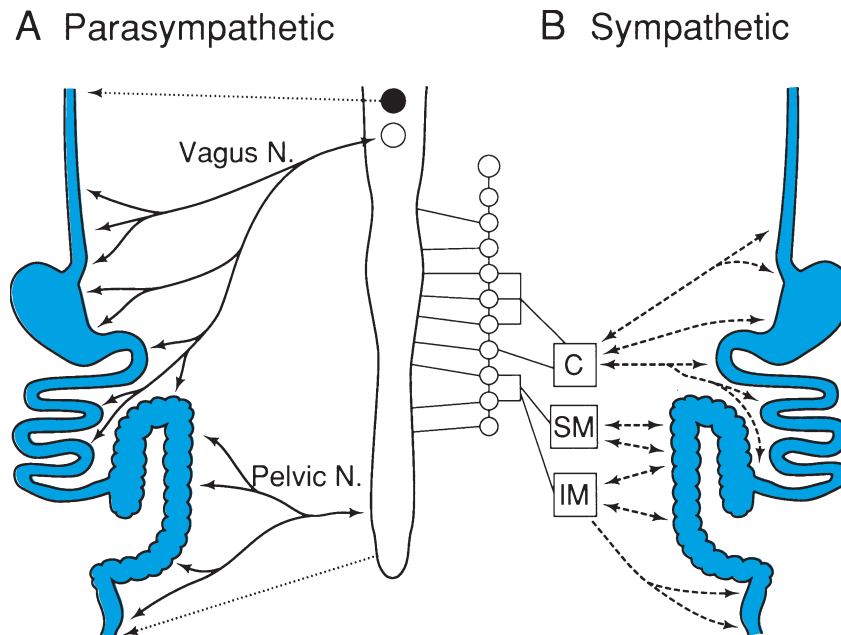 A Parasympathetic
B Sympathetic
Vagus N.
C
SM
Pelvic N.
IM